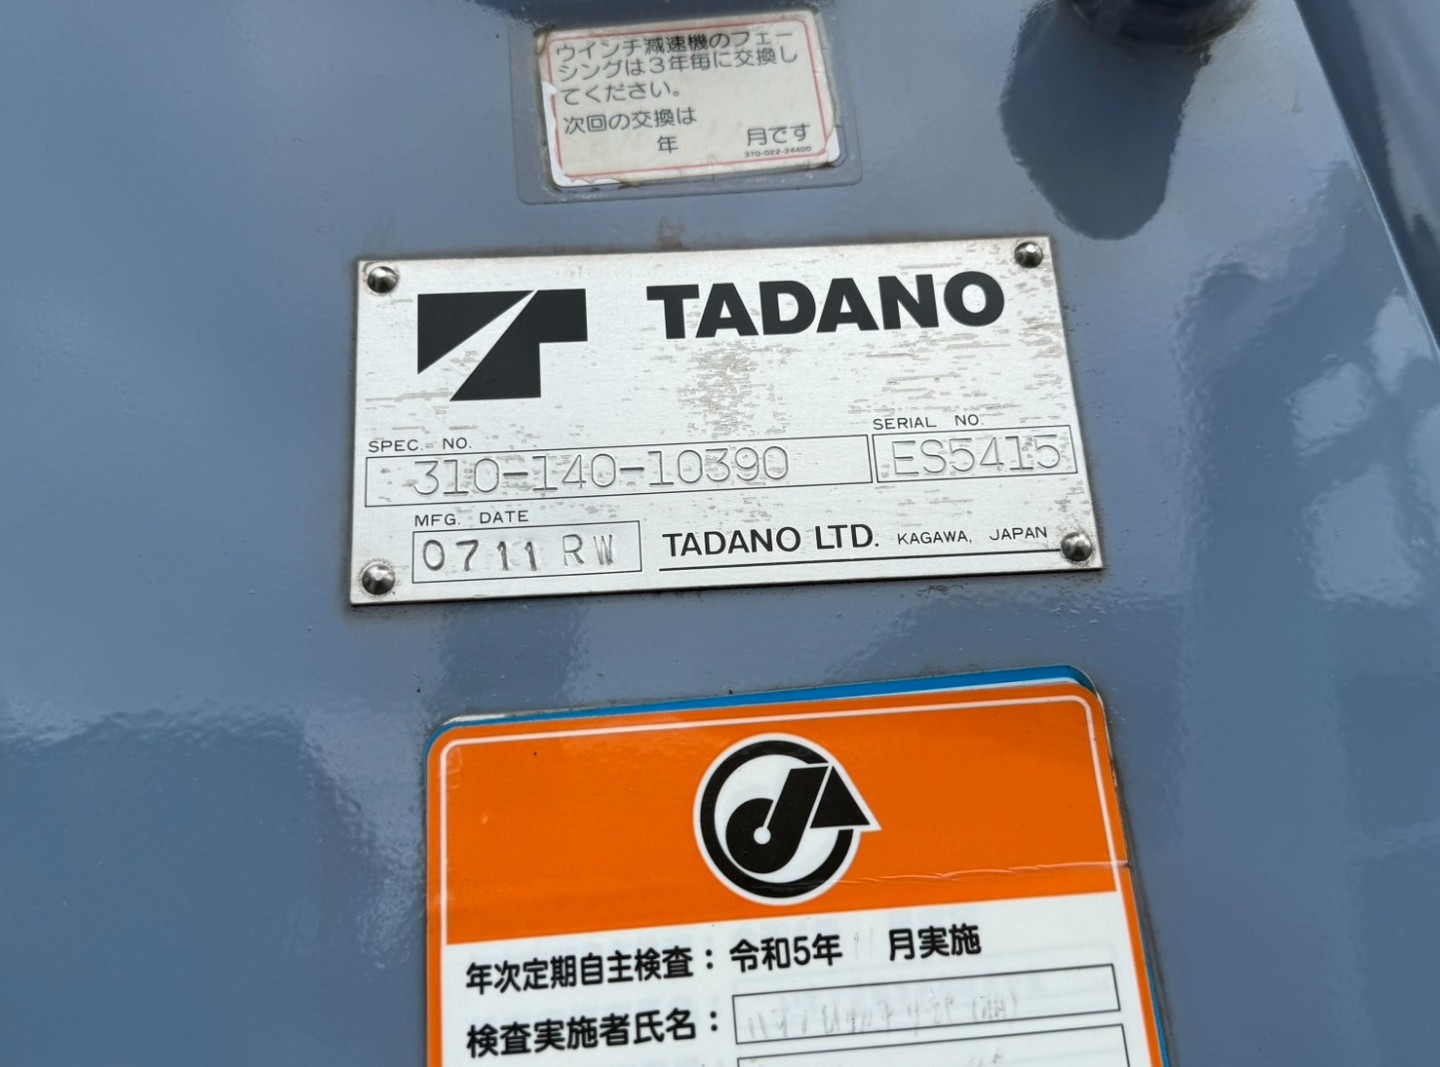 ウインチ減速機のフェー
シングは3年毎に交換し
てください。
次回の交換は
年 月です
370-022-24400
TADANO
SPEC. NO.
SERIAL NO.
310-140-10390
ES5415
MFG. DATE
0711 RW
TADANO LTD. KAGAWA, JAPAN
年次定期自主検査：令和5年 月実施
検査実施者氏名：